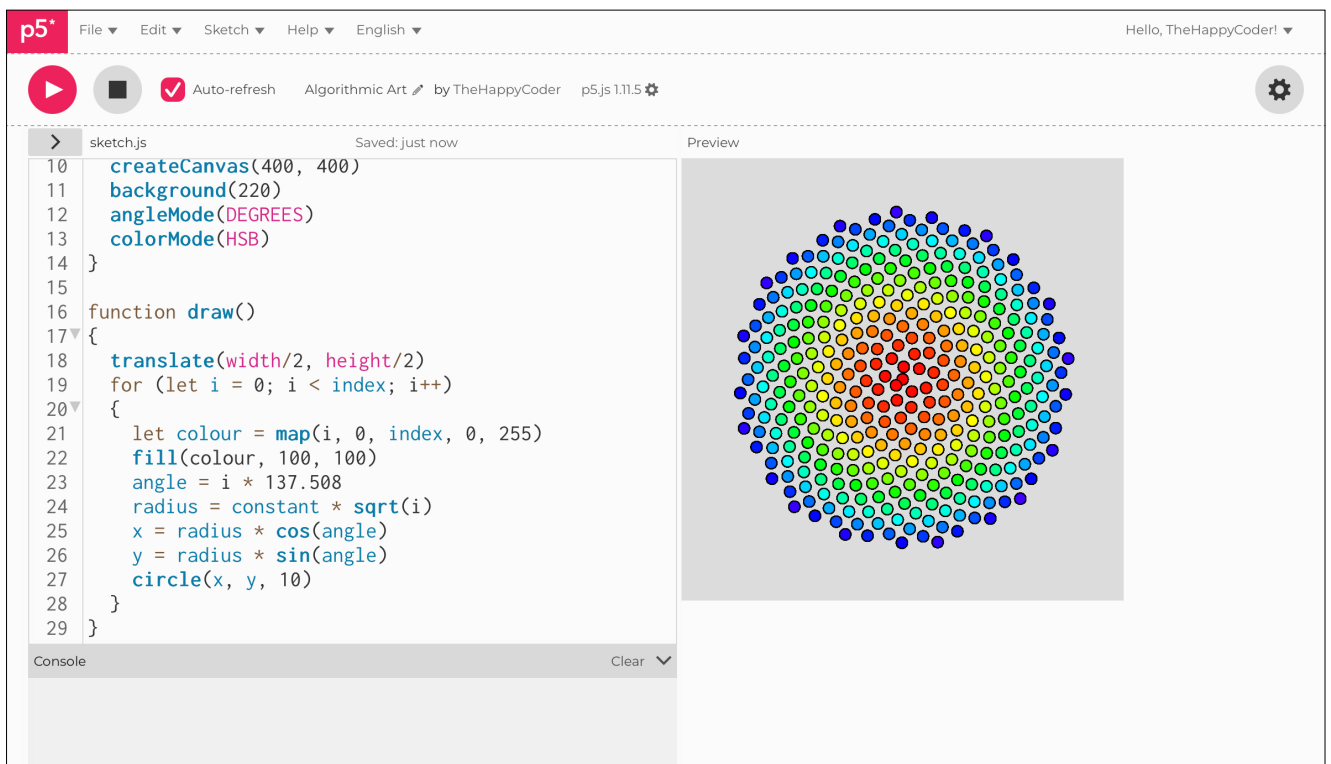 p5* File Edit Sketch Help English Hello, TheHappyCoder!
Auto-refresh Algorithmic Art by TheHappyCoder p5.js 1.11.5
sketch.js Saved: just now Preview
10 createCanvas(400, 400)
11 background(220)
12 angleMode(DEGREES)
13 colorMode(HSB)
14 }
15
16 function draw()
17 {
18 translate(width/2, height/2)
19 for (let i = 0; i < index; i++)
20 {
21 let colour = map(i, 0, index, 0, 255)
22 fill(colour, 100, 100)
23 angle = i * 137.508
24 radius = constant * sqrt(i)
25 x = radius * cos(angle)
26 y = radius * sin(angle)
27 circle(x, y, 10)
28 }
29 }
Console Clear